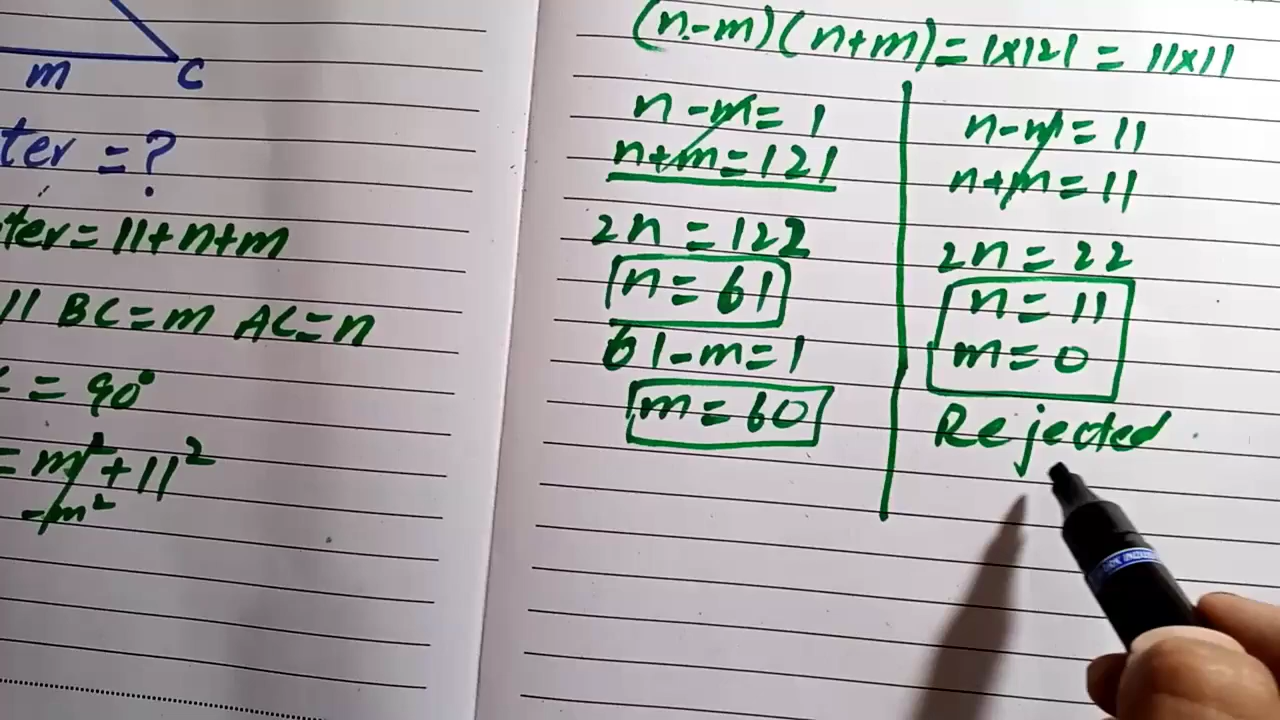 m C
ter = ?
ter = 11+n+m
11 BC=m AC=n
= 90°
= m²+11²
-m²
(n-m)(n+m)=1×121 = 11×11
n-m=1
n+m=121
2n=122
n=61
61-m=1
m=60
n-m=11
n+m=11
2n=22
n=11
m=0
Rejected